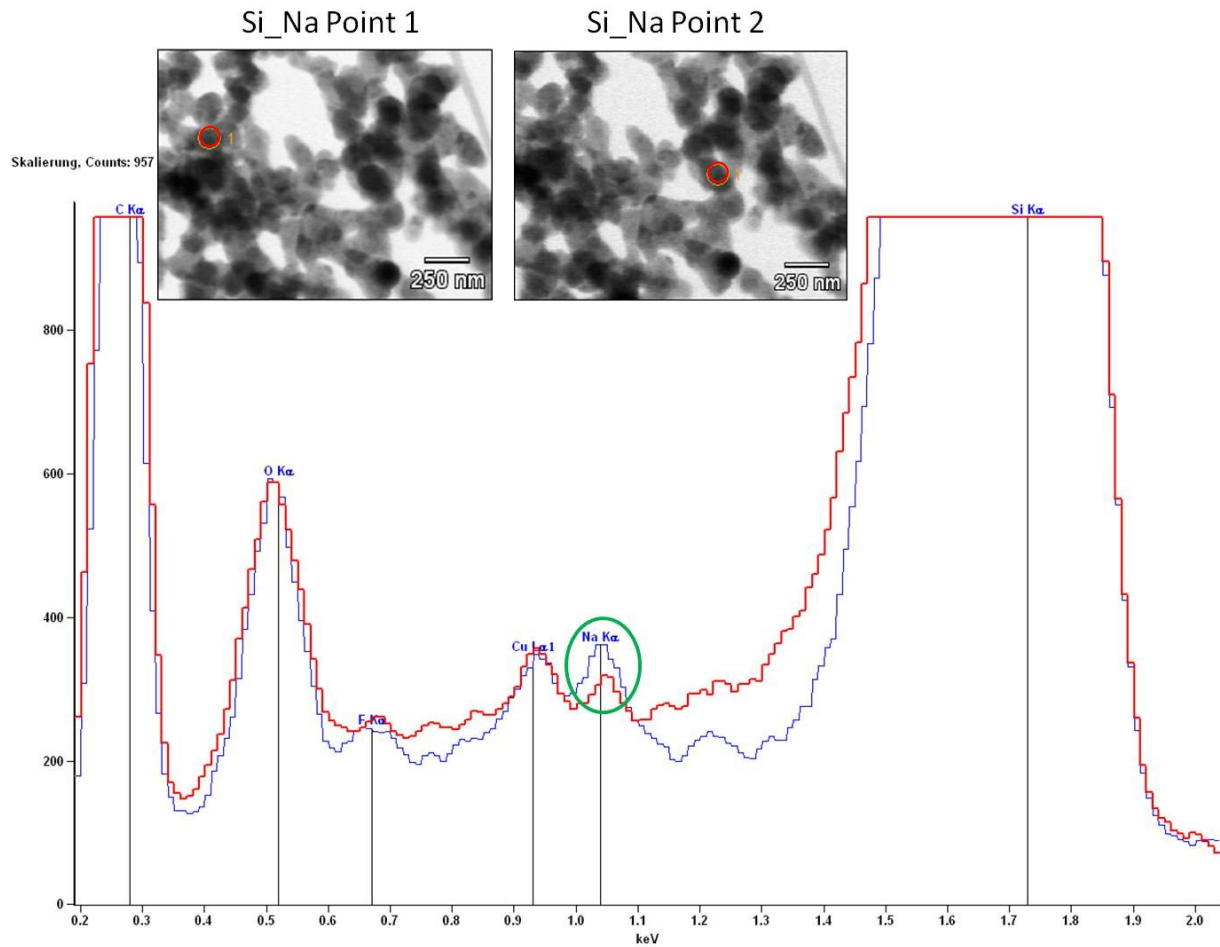 Si_Na Point 1
Si_Na Point 2
1
250 nm
250 nm
Skalierung, Counts: 957
C Kα
Si Kα
O Kα
Cu Lα1
Na Kα
F Kα
800
600
400
200
0
0.2 0.3 0.4 0.5 0.6 0.7 0.8 0.9 1.0 1.1 1.2 1.3 1.4 1.5 1.6 1.7 1.8 1.9 2.0
keV